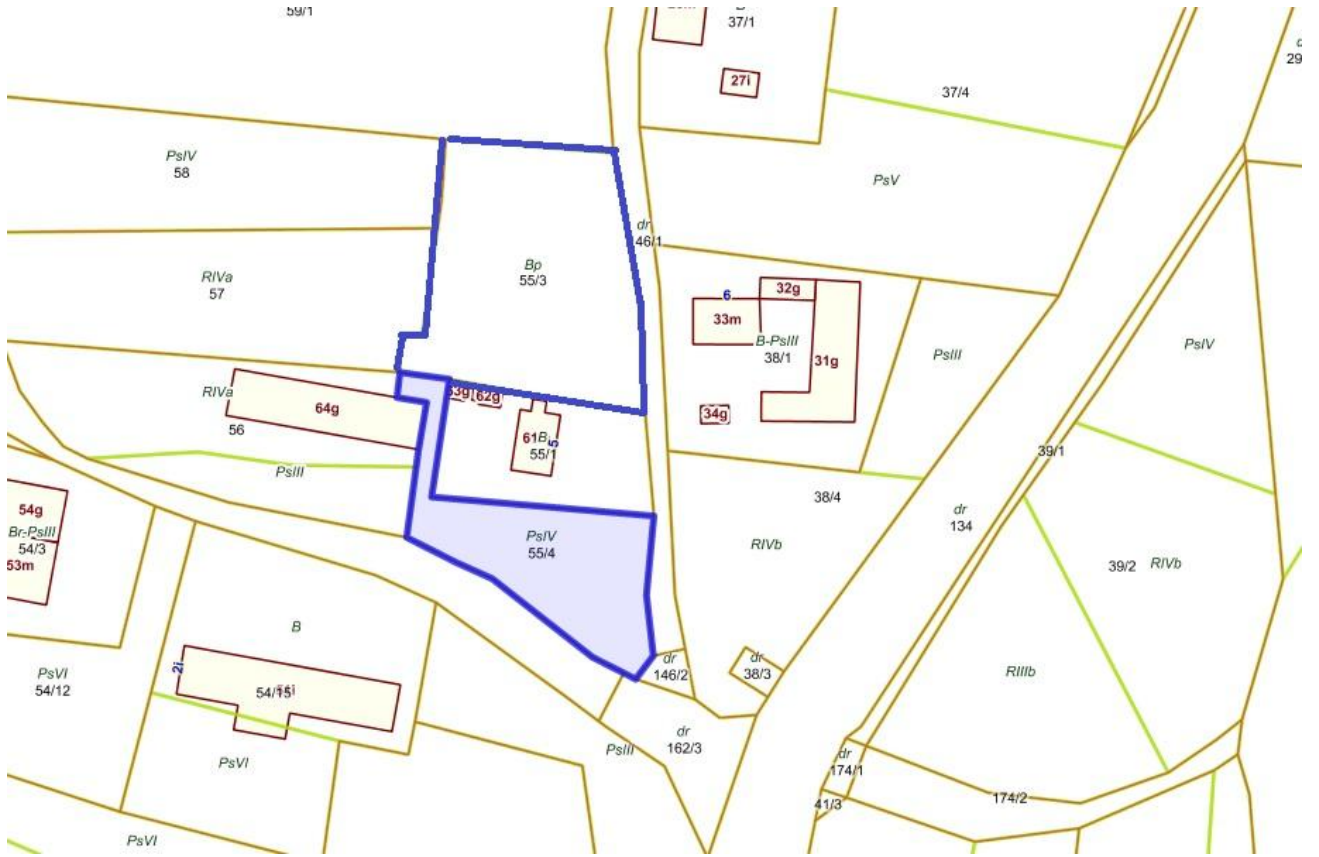 59/1
37/1
27i
37/4
29
PsIV
58
PsV
dr
46/1
RIVa
57
Bp
55/3
6
32g
33m
B-PsIII
38/1
31g
PsIII
PsIV
34g
RIVa
64g
56
62g
61
B
55/1
5
PsIII
39/1
38/4
dr
134
54g
Br-PsIII
54/3
53m
PsIV
55/4
RIVb
39/2
RIVb
B
dr
146/2
dr
38/3
2i
PsVI
54/12
54/15
RIIIb
dr
162/3
PsIII
PsVI
dr
174/1
174/2
41/3
PsVI